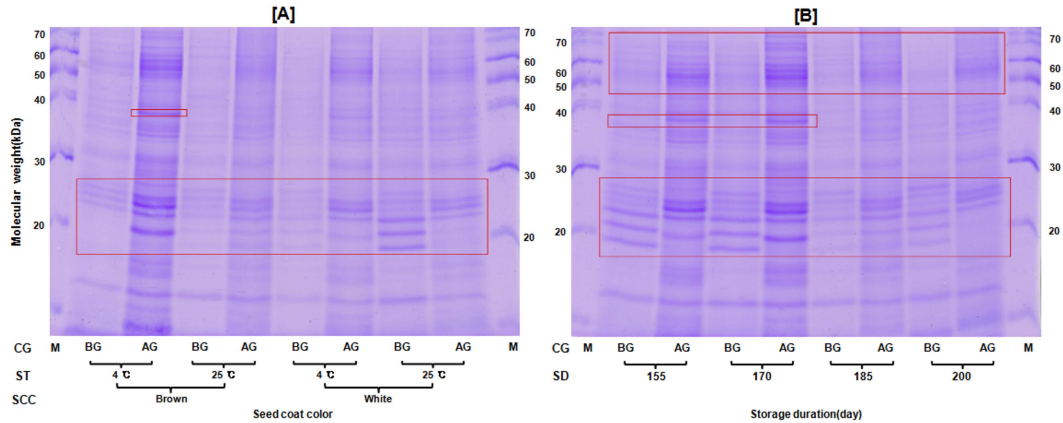 [A]
[B]
Molecular weight(kDa)
70
60
50
40
30
20
70
60
50
40
30
20
70
60
50
40
30
20
70
60
50
40
30
20
CG M BG AG BG AG BG AG BG AG M
ST 4 ℃ 25 ℃ 4 ℃ 25 ℃
SCC Brown White
Seed coat color
CG M BG AG BG AG BG AG BG AG M
SD 155 170 185 200
Storage duration(day)